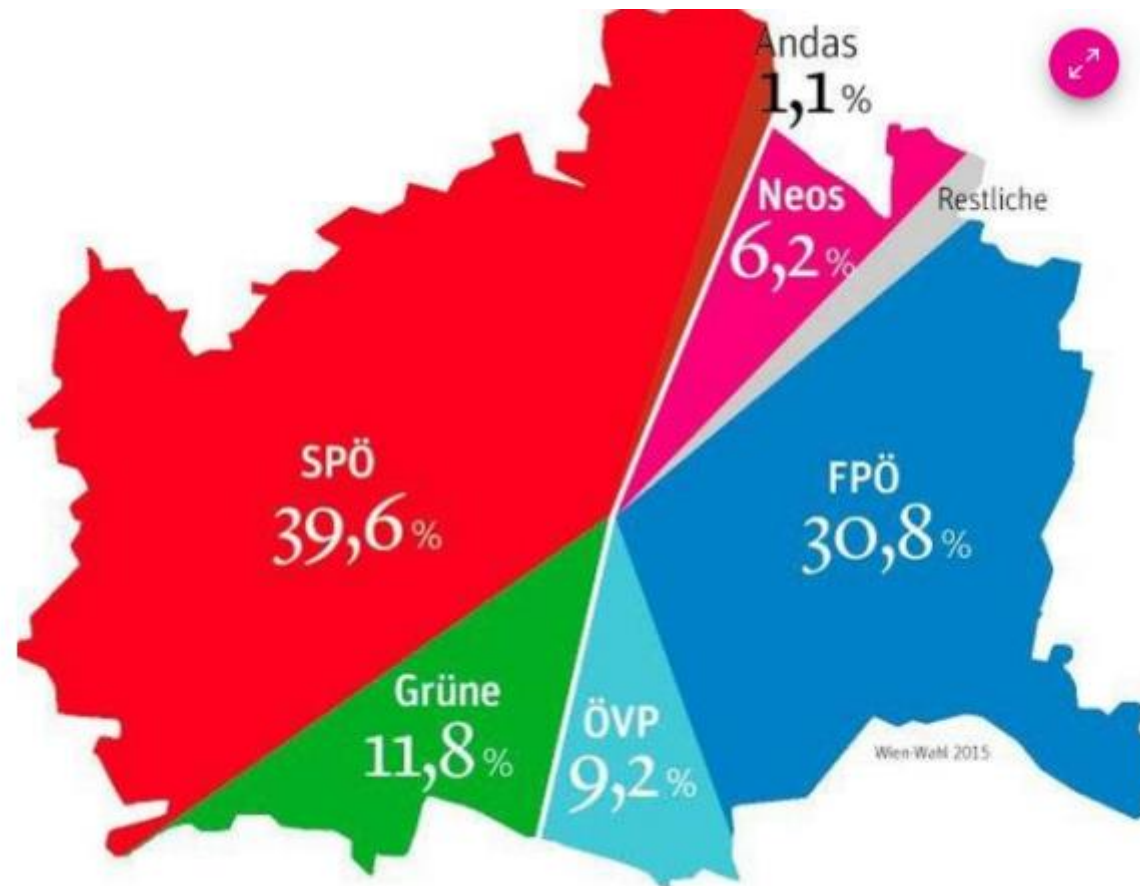 Andas
1,1 %
Neos
6,2 %
Restliche
SPÖ
39,6 %
FPÖ
30,8 %
Grüne
11,8 %
ÖVP
9,2 %
Wien-Wahl 2015